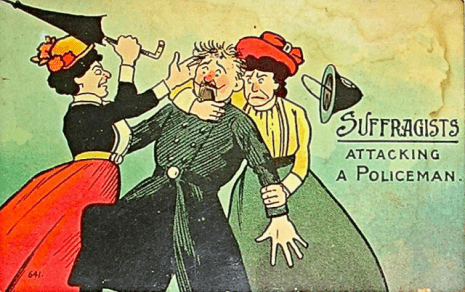 SUFFRAGISTS
ATTACKING
A POLICEMAN.
641.